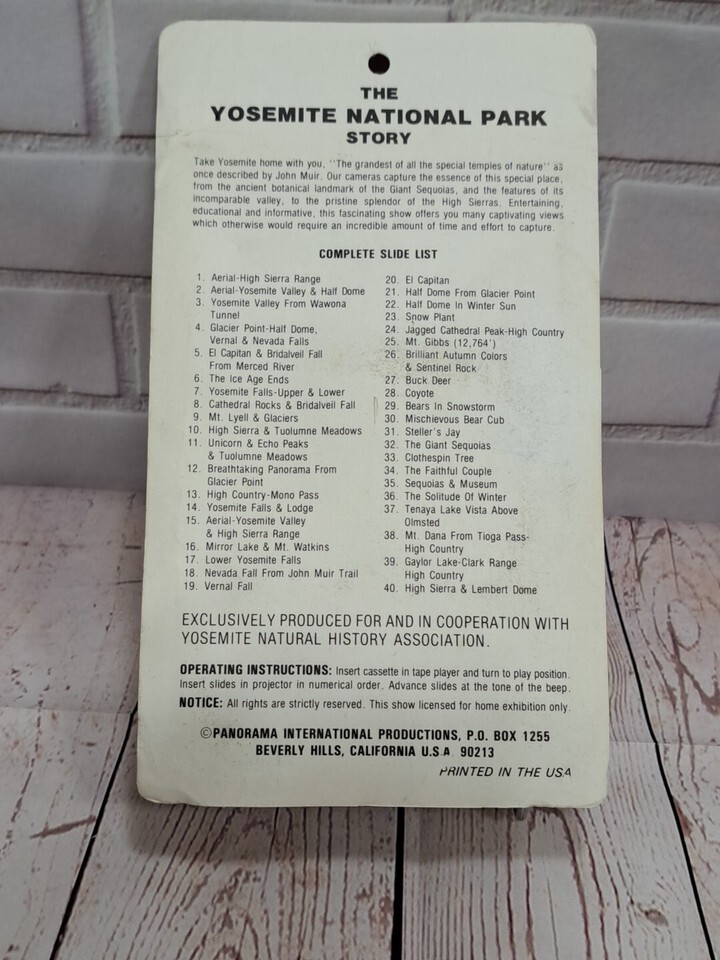 THE
YOSEMITE NATIONAL PARK
STORY
Take Yosemite home with you, "The grandest of all the special temples of nature" as
once described by John Muir. Our cameras capture the essence of this special place,
from the ancient botanical landmark of the Giant Sequoias, and the features of its
incomparable valley, to the pristine splendor of the High Sierras. Entertaining,
educational and informative, this fascinating show offers you many captivating views
which otherwise would require an incredible amount of time and effort to capture.
COMPLETE SLIDE LIST
1. Aerial-High Sierra Range
2. Aerial-Yosemite Valley & Half Dome
3. Yosemite Valley From Wawona
Tunnel
4. Glacier Point-Half Dome,
Vernal & Nevada Falls
5. El Capitan & Bridalveil Fall
From Merced River
6. The Ice Age Ends
7. Yosemite Falls-Upper & Lower
8. Cathedral Rocks & Bridalveil Fall
9. Mt. Lyell & Glaciers
10. High Sierra & Tuolumne Meadows
11. Unicorn & Echo Peaks
& Tuolumne Meadows
12. Breathtaking Panorama From
Glacier Point
13. High Country-Mono Pass
14. Yosemite Falls & Lodge
15. Aerial-Yosemite Valley
& High Sierra Range
16. Mirror Lake & Mt. Watkins
17. Lower Yosemite Falls
18. Nevada Fall From John Muir Trail
19. Vernal Fall
20. El Capitan
21. Half Dome From Glacier Point
22. Half Dome In Winter Sun
23. Snow Plant
24. Jagged Cathedral Peak-High Country
25. Mt. Gibbs (12,764')
26. Brilliant Autumn Colors
& Sentinel Rock
27. Buck Deer
28. Coyote
29. Bears In Snowstorm
30. Mischievous Bear Cub
31. Steller's Jay
32. The Giant Sequoias
33. Clothespin Tree
34. The Faithful Couple
35. Sequoias & Museum
36. The Solitude Of Winter
37. Tenaya Lake Vista Above
Olmsted
38. Mt. Dana From Tioga Pass-
High Country
39. Gaylor Lake-Clark Range
High Country
40. High Sierra & Lembert Dome
EXCLUSIVELY PRODUCED FOR AND IN COOPERATION WITH
YOSEMITE NATURAL HISTORY ASSOCIATION.
OPERATING INSTRUCTIONS: Insert cassette in tape player and turn to play position.
Insert slides in projector in numerical order. Advance slides at the tone of the beep.
NOTICE: All rights are strictly reserved. This show licensed for home exhibition only.
©PANORAMA INTERNATIONAL PRODUCTIONS, P.O. BOX 1255
BEVERLY HILLS, CALIFORNIA U.S.A. 90213
PRINTED IN THE USA